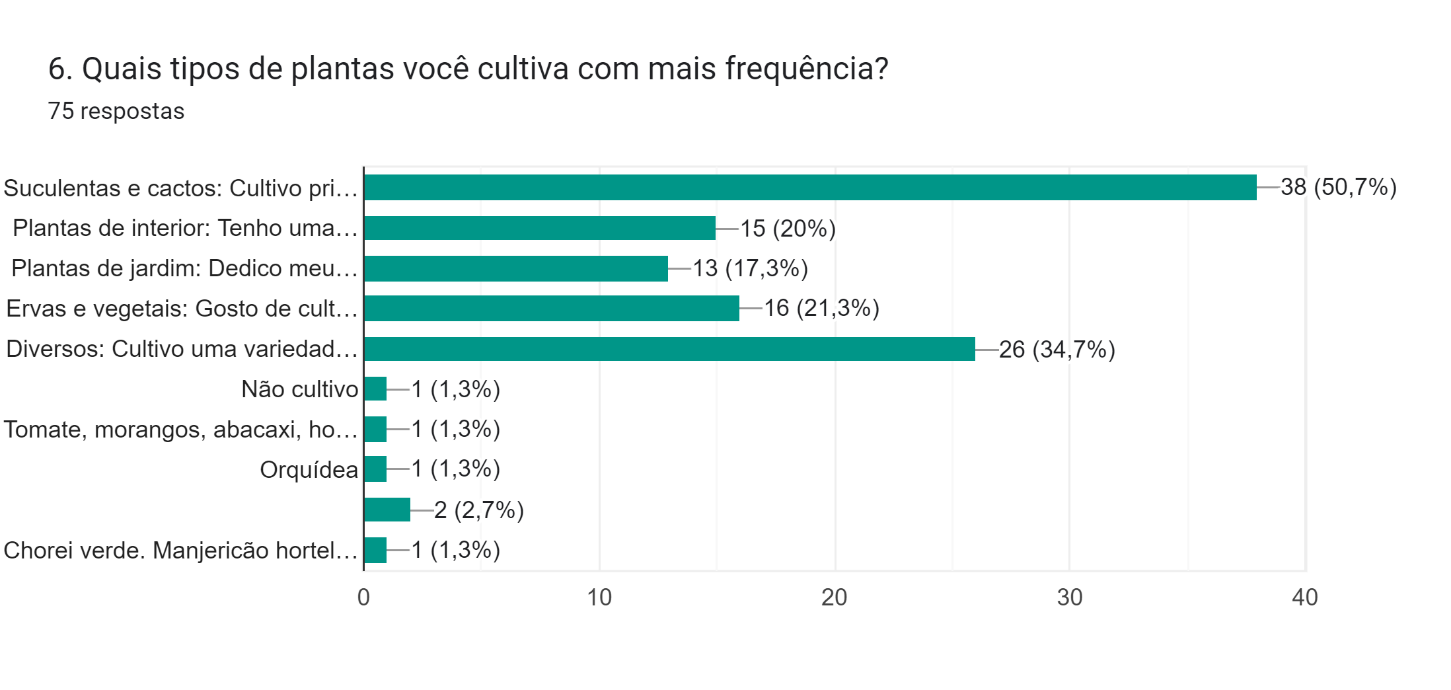 6. Quais tipos de plantas você cultiva com mais frequência?
75 respostas
Suculentas e cactos: Cultivo pri… 38 (50,7%)
Plantas de interior: Tenho uma… 15 (20%)
Plantas de jardim: Dedico meu… 13 (17,3%)
Ervas e vegetais: Gosto de cult… 16 (21,3%)
Diversos: Cultivo uma variedad… 26 (34,7%)
Não cultivo 1 (1,3%)
Tomate, morangos, abacaxi, ho… 1 (1,3%)
Orquídea 1 (1,3%)
2 (2,7%)
Chorei verde. Manjericão hortel… 1 (1,3%)
0 10 20 30 40